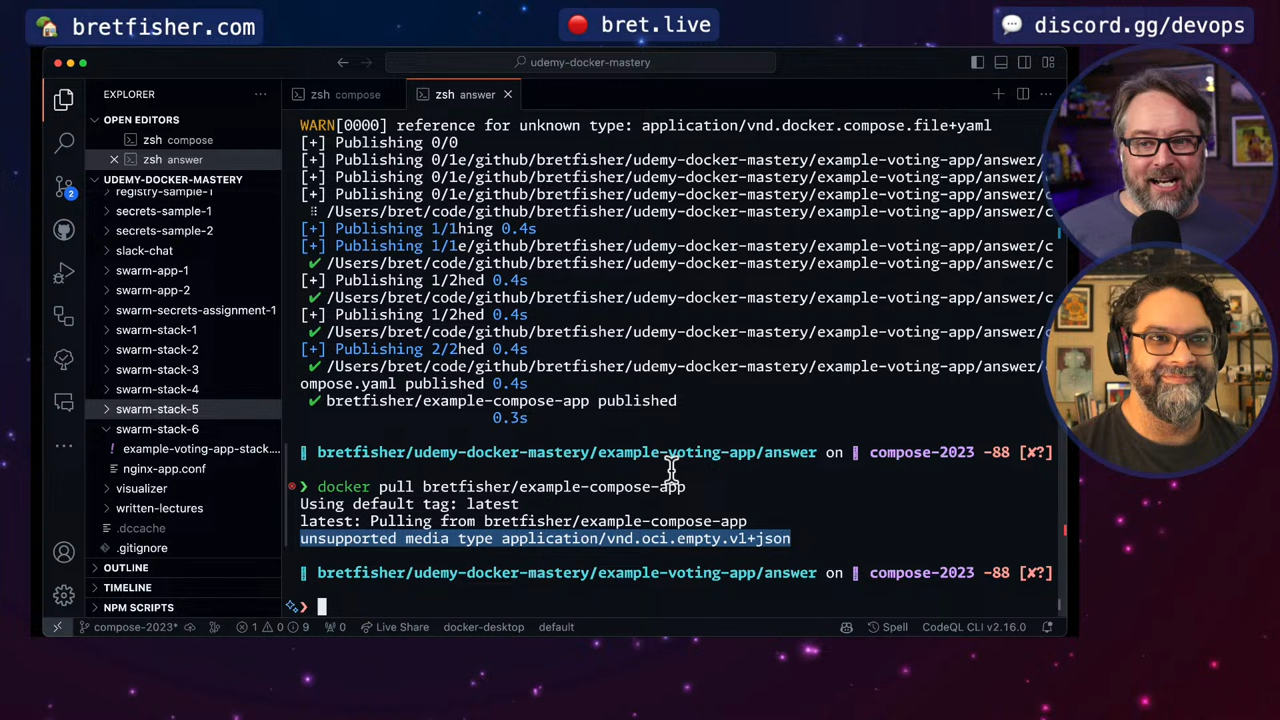 bretfisher.com
bret.live
discord.gg/devops
udemy-docker-mastery
EXPLORER
zsh compose
zsh answer
OPEN EDITORS
zsh compose
zsh answer
UDEMY-DOCKER-MASTERY
registry-sample-1
secrets-sample-1
secrets-sample-2
slack-chat
swarm-app-1
swarm-app-2
swarm-secrets-assignment-1
swarm-stack-1
swarm-stack-2
swarm-stack-3
swarm-stack-4
swarm-stack-5
swarm-stack-6
example-voting-app-stack....
nginx-app.conf
visualizer
written-lectures
.dccache
.gitignore
OUTLINE
TIMELINE
NPM SCRIPTS
2
WARN[0000] reference for unknown type: application/vnd.docker.compose.file+yaml
[+] Publishing 0/0
[+] Publishing 0/1e/github/bretfisher/udemy-docker-mastery/example-voting-app/answer/
[+] Publishing 0/1e/github/bretfisher/udemy-docker-mastery/example-voting-app/answer/
[+] Publishing 0/1e/github/bretfisher/udemy-docker-mastery/example-voting-app/answer/
⠿ /Users/bret/code/github/bretfisher/udemy-docker-mastery/example-voting-app/answer/c
[+] Publishing 1/1hing 0.4s
[+] Publishing 1/1e/github/bretfisher/udemy-docker-mastery/example-voting-app/answer/c
✔ /Users/bret/code/github/bretfisher/udemy-docker-mastery/example-voting-app/answer/c
[+] Publishing 1/2hed 0.4s
✔ /Users/bret/code/github/bretfisher/udemy-docker-mastery/example-voting-app/answer/c
[+] Publishing 1/2hed 0.4s
✔ /Users/bret/code/github/bretfisher/udemy-docker-mastery/example-voting-app/answer/c
[+] Publishing 2/2hed 0.4s
✔ /Users/bret/code/github/bretfisher/udemy-docker-mastery/example-voting-app/answer/c
ompose.yaml published 0.4s
✔ bretfisher/example-compose-app published
0.3s
bretfisher/udemy-docker-mastery/example-voting-app/answer on compose-2023 -88 [✘?]
❯ docker pull bretfisher/example-compose-app
Using default tag: latest
latest: Pulling from bretfisher/example-compose-app
unsupported media type application/vnd.oci.empty.v1+json
bretfisher/udemy-docker-mastery/example-voting-app/answer on compose-2023 -88 [✘?]
❯
compose-2023* 1 0 9 0 Live Share docker-desktop default Spell CodeQL CLI v2.16.0